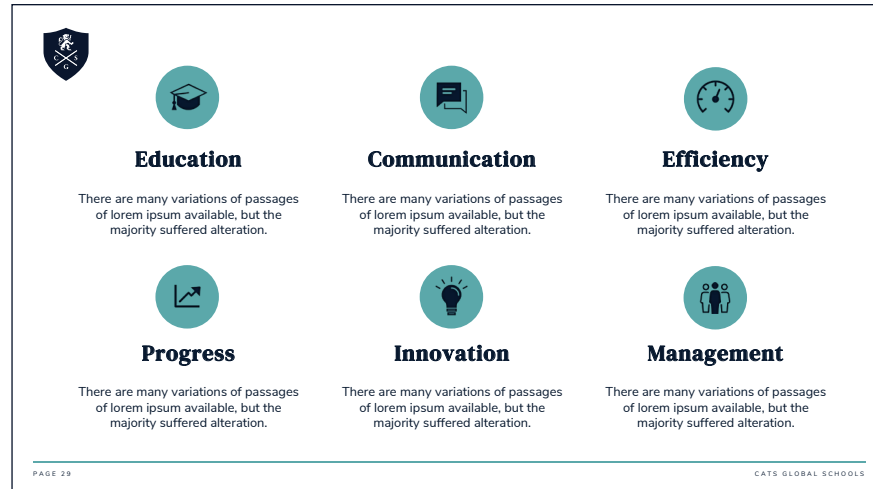 C S
G
Education
There are many variations of passages
of lorem ipsum available, but the
majority suffered alteration.
Communication
There are many variations of passages
of lorem ipsum available, but the
majority suffered alteration.
Efficiency
There are many variations of passages
of lorem ipsum available, but the
majority suffered alteration.
Progress
There are many variations of passages
of lorem ipsum available, but the
majority suffered alteration.
Innovation
There are many variations of passages
of lorem ipsum available, but the
majority suffered alteration.
Management
There are many variations of passages
of lorem ipsum available, but the
majority suffered alteration.
PAGE 29
CATS GLOBAL SCHOOLS